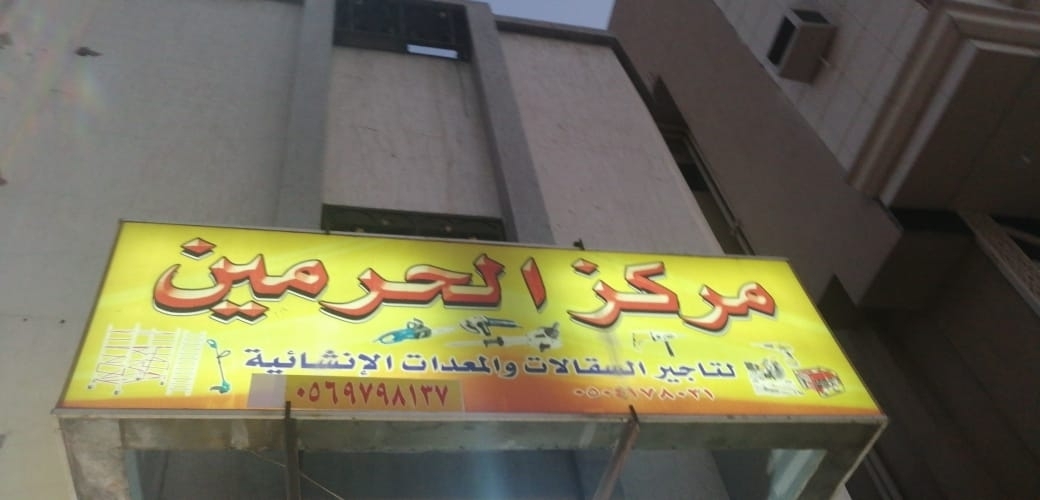 مركز الحرمين
لتاجير السقالات والمعدات الإنشائية
٠٥٦٩٧٩٨١٣٧